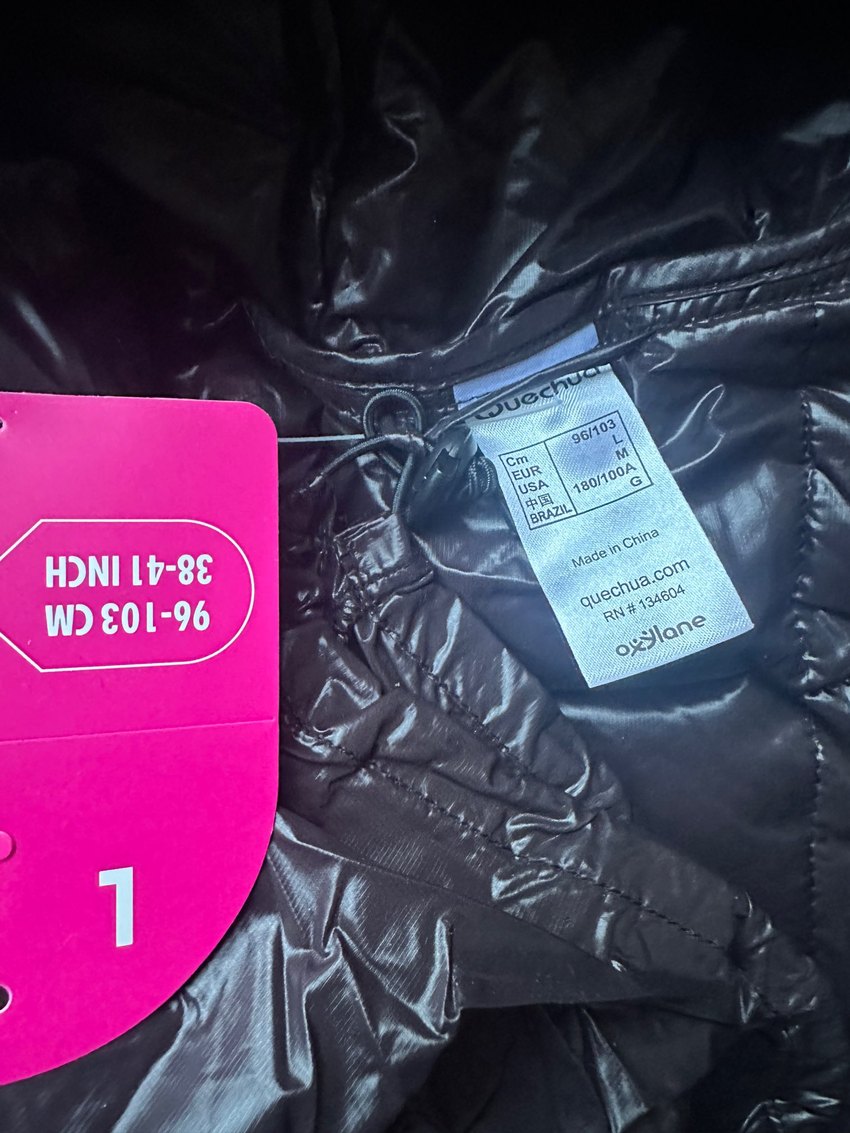 L
96-103 CM
38-41 INCH
Quechua
Cm 96/103
EUR L
USA M
中国 180/100A
BRAZIL G
Made in China
quechua.com
RN # 134604
oxylane